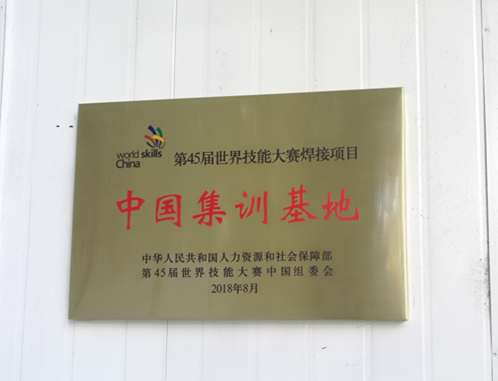 world skills
China
第45届世界技能大赛焊接项目
中国集训基地
中华人民共和国人力资源和社会保障部
第45届世界技能大赛中国组委会
2018年8月